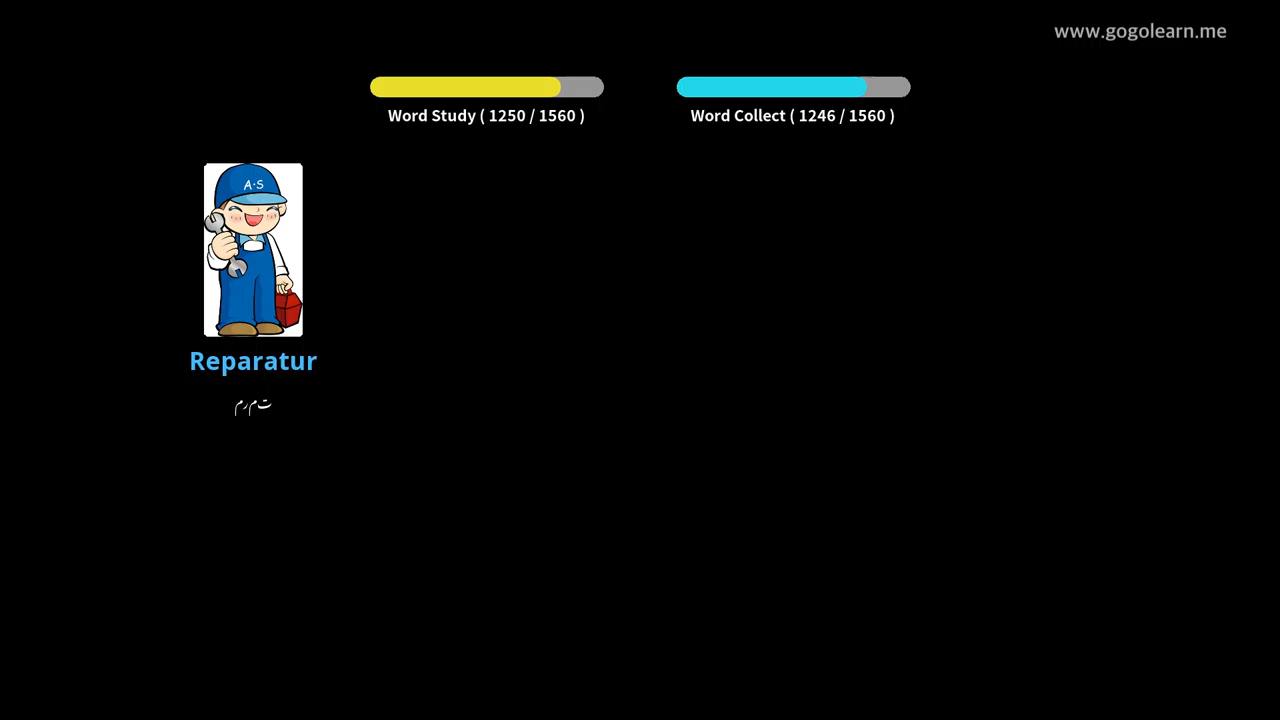 www.gogolearn.me
Word Study ( 1250 / 1560 )
Word Collect ( 1246 / 1560 )
A·S
Reparatur
مرمت